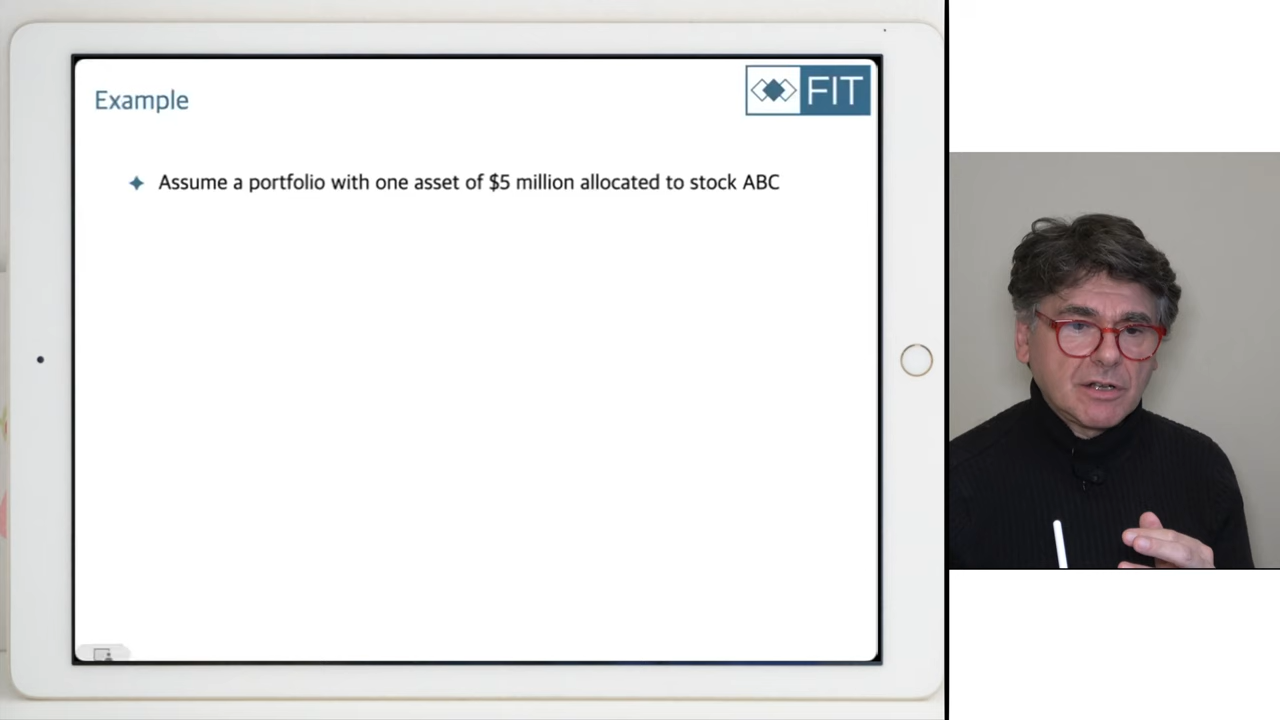 Example
FIT
Assume a portfolio with one asset of $5 million allocated to stock ABC